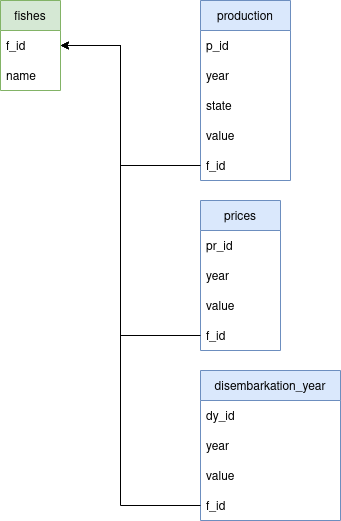 fishes
f_id
name
production
p_id
year
state
value
f_id
prices
pr_id
year
value
f_id
disembarkation_year
dy_id
year
value
f_id